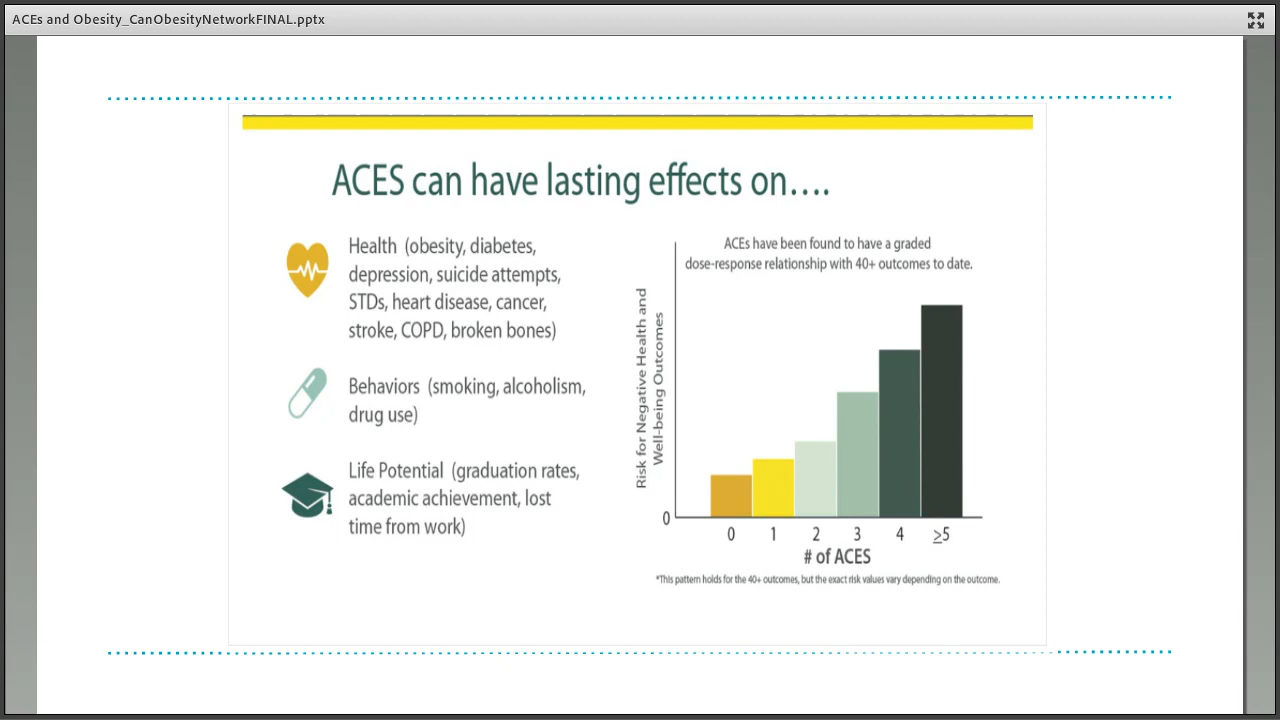 ACEs and Obesity_CanObesityNetworkFINAL.pptx
ACES can have lasting effects on….
Health (obesity, diabetes,
depression, suicide attempts,
STDs, heart disease, cancer,
stroke, COPD, broken bones)
Behaviors (smoking, alcoholism,
drug use)
Life Potential (graduation rates,
academic achievement, lost
time from work)
ACEs have been found to have a graded
dose-response relationship with 40+ outcomes to date.
Risk for Negative Health and
Well-being Outcomes
0
0 1 2 3 4 ≥5
# of ACES
*This pattern holds for the 40+ outcomes, but the exact risk values vary depending on the outcome.